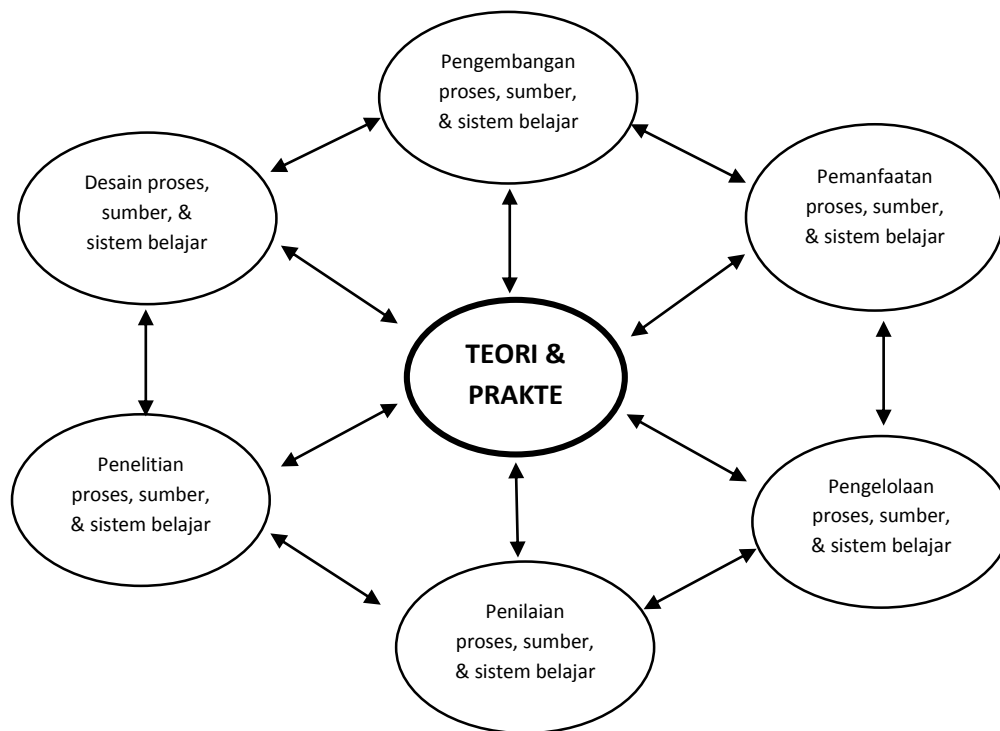 Pengembangan
proses, sumber,
& sistem belajar
Desain proses,
sumber, &
sistem belajar
Pemanfaatan
proses, sumber,
& sistem belajar
TEORI &
PRAKTE
Penelitian
proses, sumber,
& sistem belajar
Pengelolaan
proses, sumber,
& sistem belajar
Penilaian
proses, sumber,
& sistem belajar